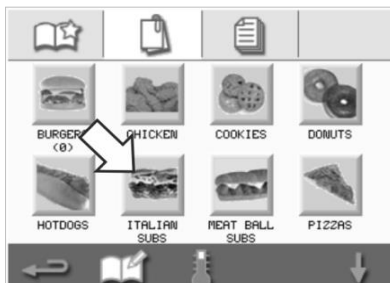 BURGERS CHICKEN COOKIES DONUTS
(0)
HOTDOGS ITALIAN MEAT BALL PIZZAS
SUBS SUBS